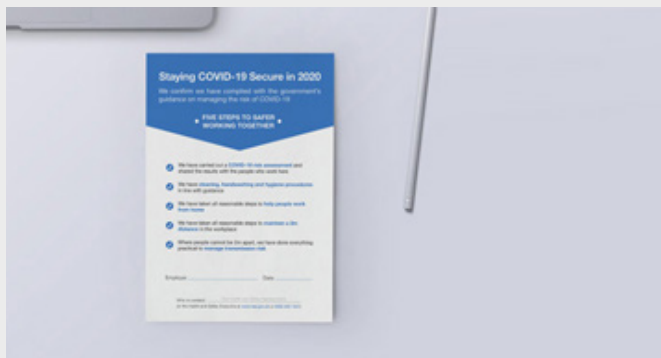 Staying COVID-19 Secure in 2020
We confirm we have complied with the government's
guidance on managing the risk of COVID-19
FIVE STEPS TO SAFER
WORKING TOGETHER
We have carried out a COVID-19 risk assessment and
shared the results with the people who work here
We have cleaning, handwashing and hygiene procedures
in line with guidance
We have taken all reasonable steps to help people work
from home
We have taken all reasonable steps to maintain a 2m
distance in the workplace
Where people cannot be 2m apart, we have done everything
practical to manage transmission risk
Employer
Date
Who to contact: